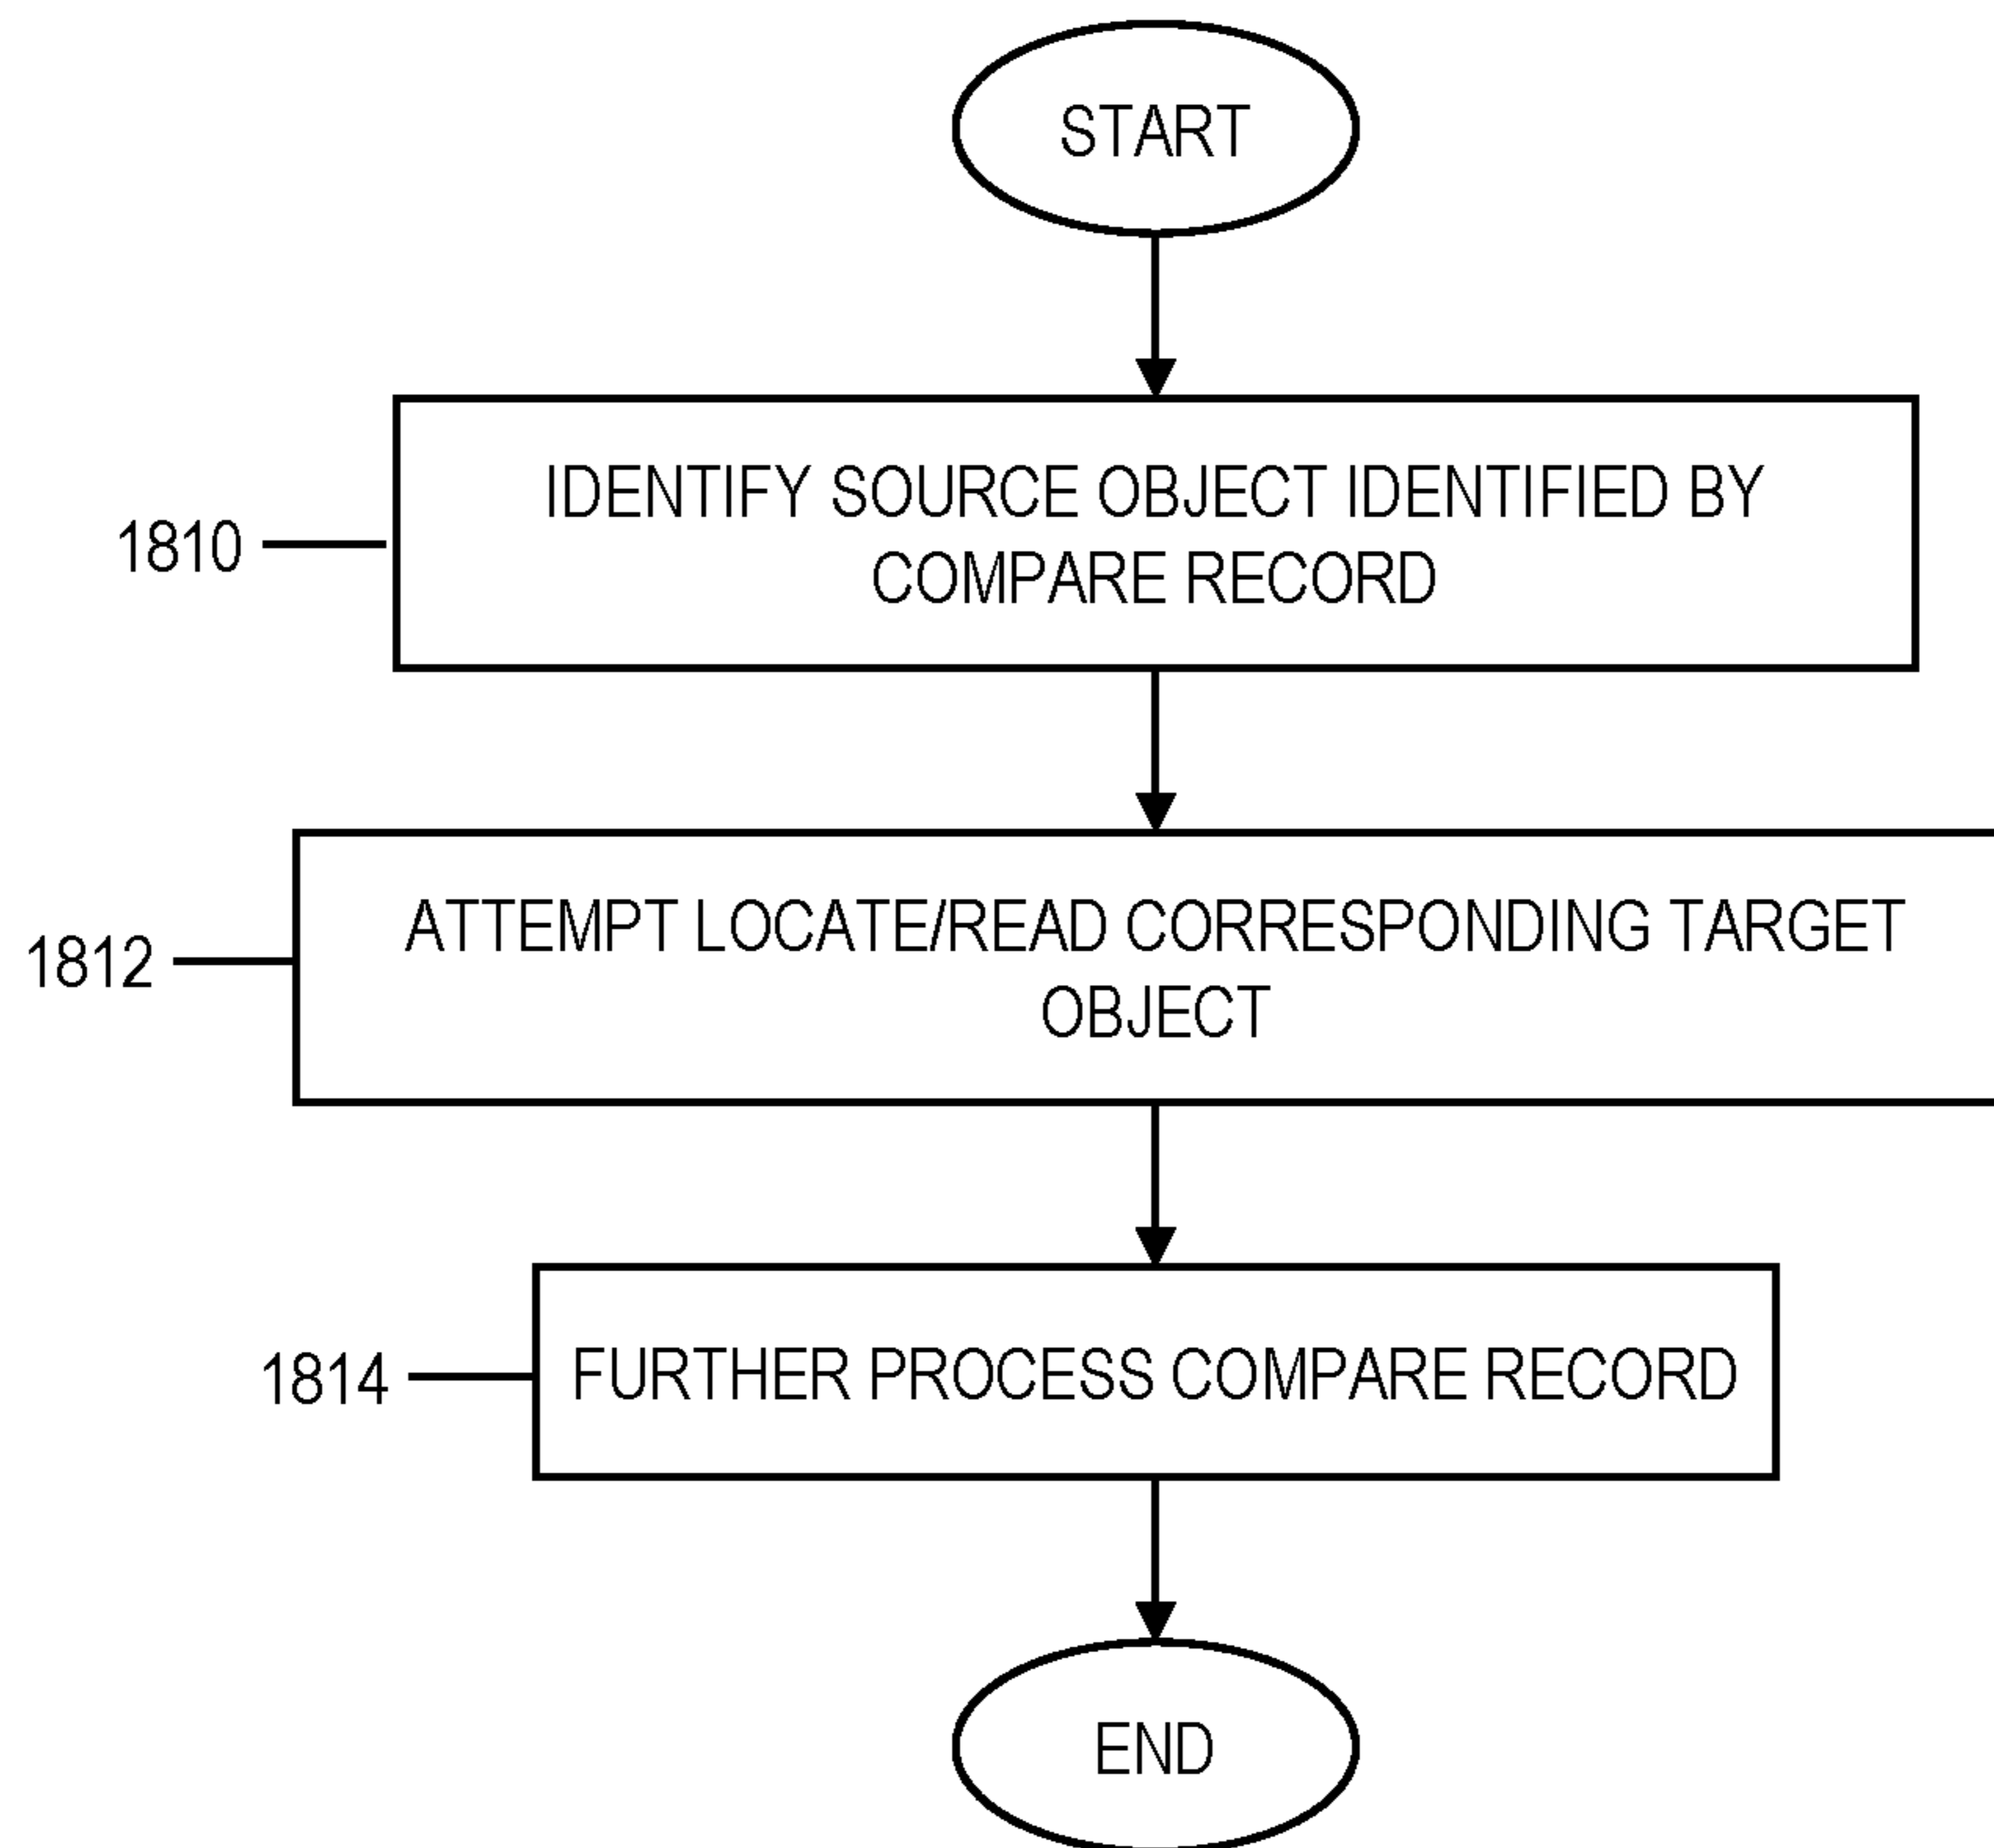 START
IDENTIFY SOURCE OBJECT IDENTIFIED BY
COMPARE RECORD
1810
ATTEMPT LOCATE/READ CORRESPONDING TARGET
OBJECT
1812
FURTHER PROCESS COMPARE RECORD
1814
END